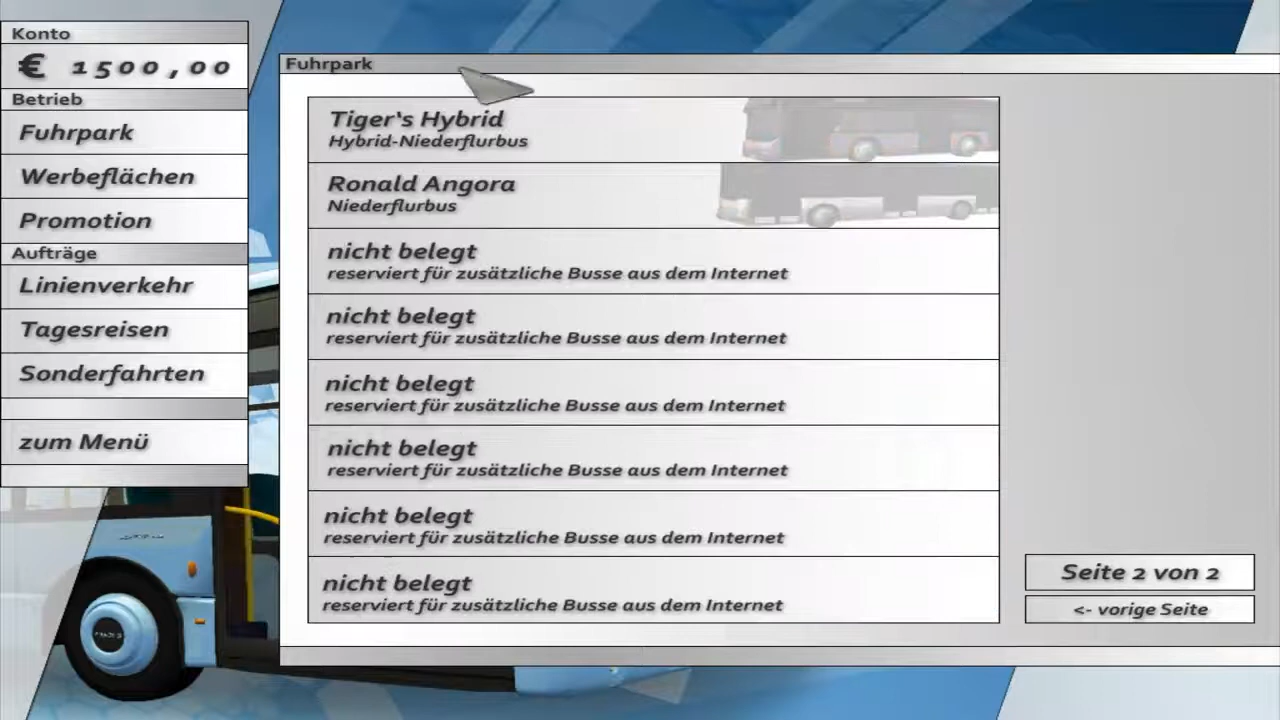 Konto
€ 1500,00
Betrieb
Fuhrpark
Werbeflächen
Promotion
Aufträge
Linienverkehr
Tagesreisen
Sonderfahrten
zum Menü
Fuhrpark
Tiger's Hybrid
Hybrid-Niederflurbus
Ronald Angora
Niederflurbus
nicht belegt
reserviert für zusätzliche Busse aus dem Internet
nicht belegt
reserviert für zusätzliche Busse aus dem Internet
nicht belegt
reserviert für zusätzliche Busse aus dem Internet
nicht belegt
reserviert für zusätzliche Busse aus dem Internet
nicht belegt
reserviert für zusätzliche Busse aus dem Internet
nicht belegt
reserviert für zusätzliche Busse aus dem Internet
Seite 2 von 2
<- vorige Seite